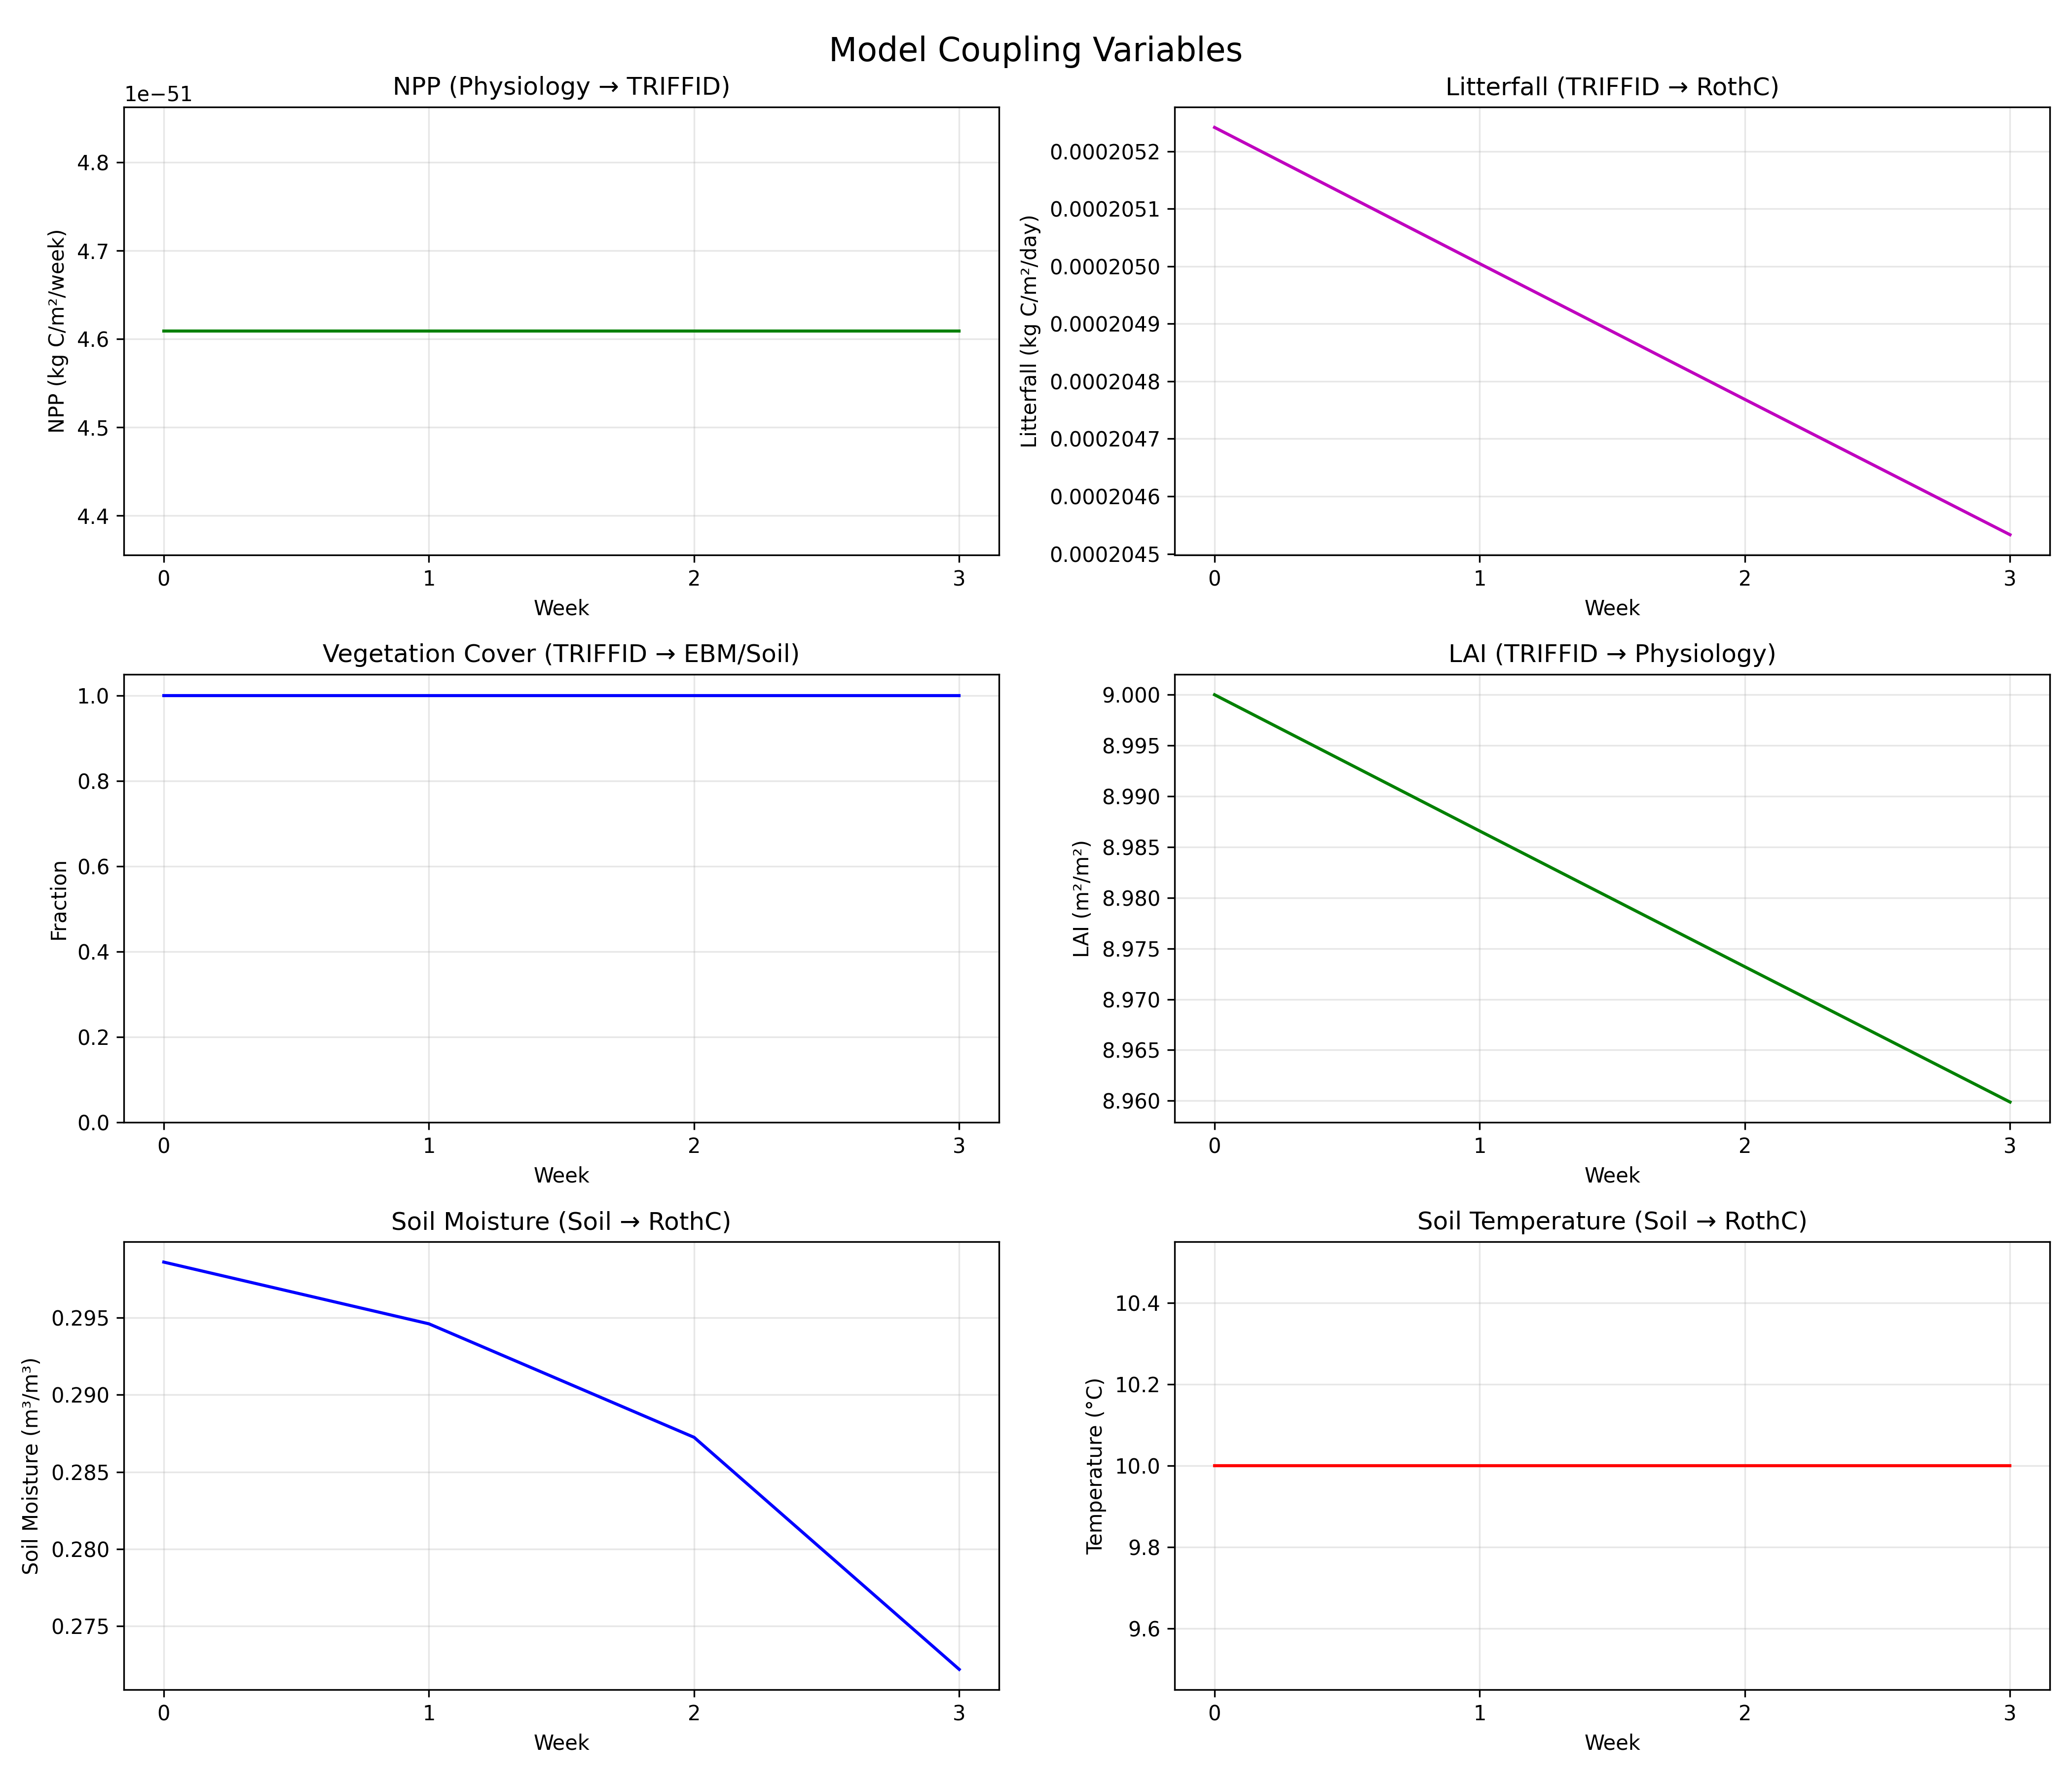 Model Coupling Variables
NPP (Physiology → TRIFFID)
1e−51
NPP (kg C/m²/week)
4.8
4.7
4.6
4.5
4.4
0 1 2 3
Week
Litterfall (TRIFFID → RothC)
Litterfall (kg C/m²/day)
0.0002052
0.0002051
0.0002050
0.0002049
0.0002048
0.0002047
0.0002046
0.0002045
0 1 2 3
Week
Vegetation Cover (TRIFFID → EBM/Soil)
Fraction
1.0
0.8
0.6
0.4
0.2
0.0
0 1 2 3
Week
LAI (TRIFFID → Physiology)
LAI (m²/m²)
9.000
8.995
8.990
8.985
8.980
8.975
8.970
8.965
8.960
0 1 2 3
Week
Soil Moisture (Soil → RothC)
Soil Moisture (m³/m³)
0.295
0.290
0.285
0.280
0.275
0 1 2 3
Week
Soil Temperature (Soil → RothC)
Temperature (°C)
10.4
10.2
10.0
9.8
9.6
0 1 2 3
Week